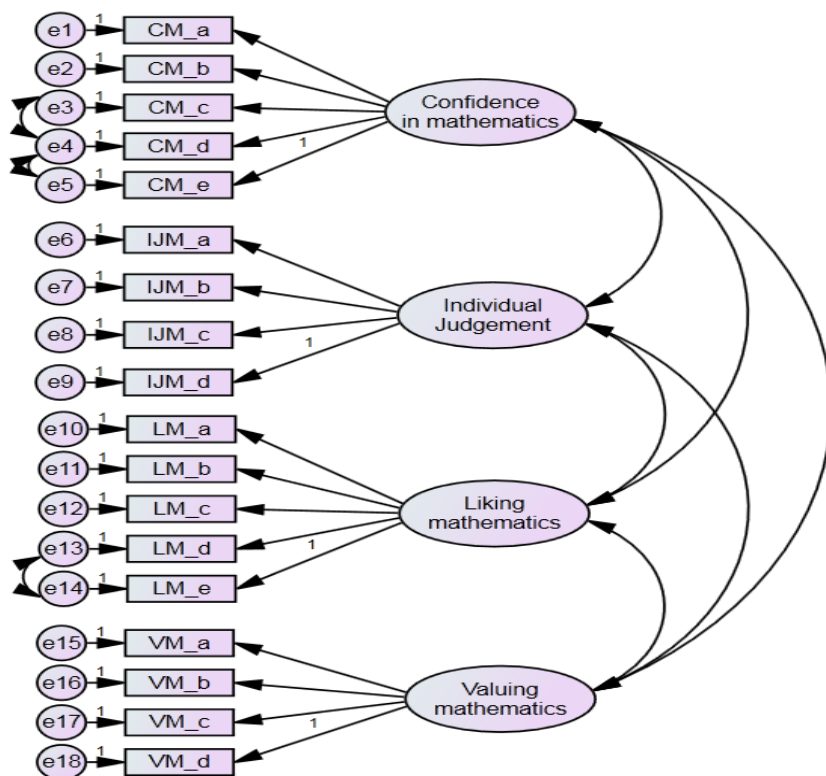 1
e1
CM_a
1
e2
CM_b
1
e3
CM_c
1
e4
CM_d
1
e5
CM_e
1
Confidence
in mathematics
1
e6
IJM_a
1
e7
IJM_b
1
e8
IJM_c
1
e9
IJM_d
1
Individual
Judgement
1
e10
LM_a
1
e11
LM_b
1
e12
LM_c
1
e13
LM_d
1
e14
LM_e
1
Liking
mathematics
1
e15
VM_a
1
e16
VM_b
1
e17
VM_c
1
e18
VM_d
1
Valuing
mathematics